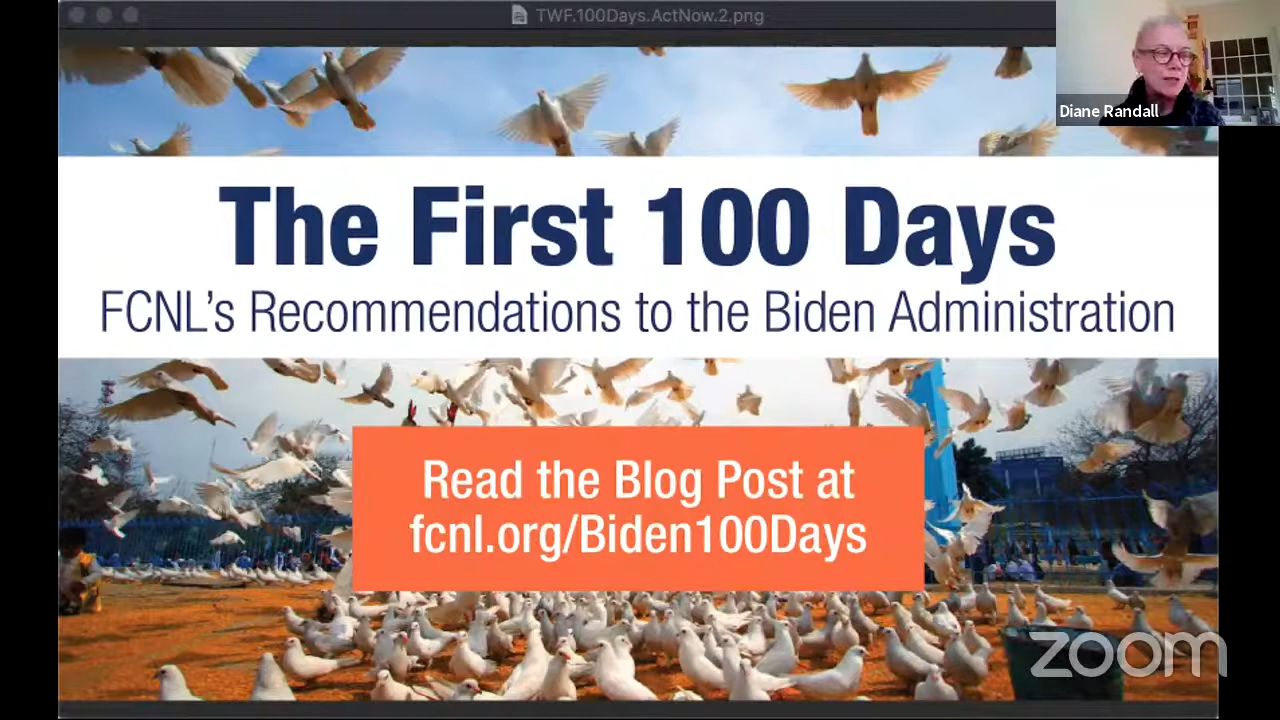 TWF.100Days.ActNow.2.png
Diane Randall
The First 100 Days
FCNL's Recommendations to the Biden Administration
Read the Blog Post at
fcnl.org/Biden100Days
zoom